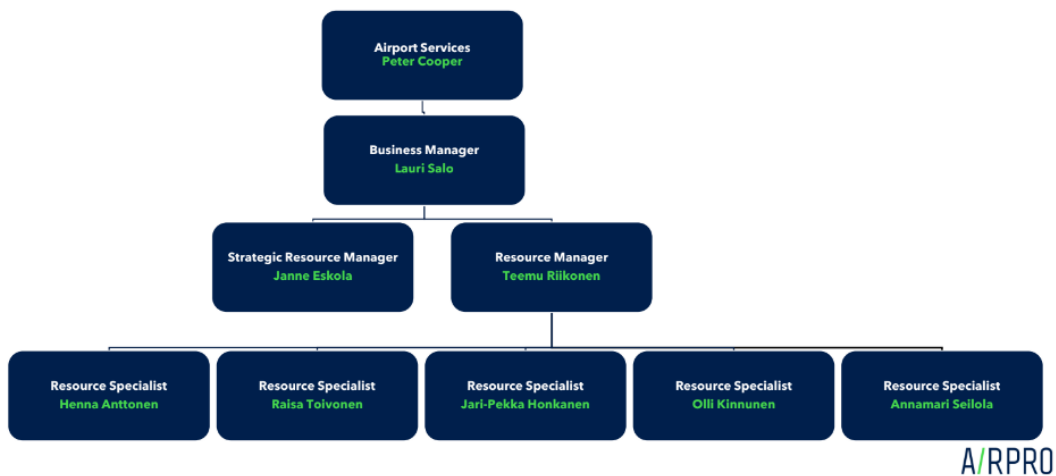 Airport Services
Peter Cooper
Business Manager
Lauri Salo
Strategic Resource Manager
Janne Eskola
Resource Manager
Teemu Riikonen
Resource Specialist
Henna Anttonen
Resource Specialist
Raisa Toivonen
Resource Specialist
Jari-Pekka Honkanen
Resource Specialist
Olli Kinnunen
Resource Specialist
Annamari Seilola
A/RPRO